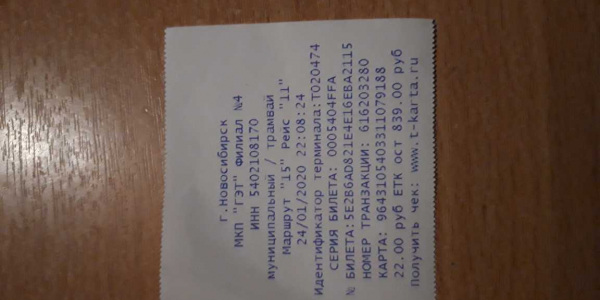 г.Новосибирск
МКП "ГЭТ" Филиал №4
ИНН 5402108170
муниципальный / трамвай
Маршрут "15" Рейс "11"
24/01/2020 22:08:24
Идентификатор терминала:T020474
СЕРИЯ БИЛЕТА: 0005404FFA
№ БИЛЕТА:5E2B6AD821E4E16EBA2115
НОМЕР ТРАНЗАКЦИИ: 616203280
КАРТА: 9643105403311079188
22.00 руб ЕТК ост 839.00 руб
Получить чек: www.t-karta.ru